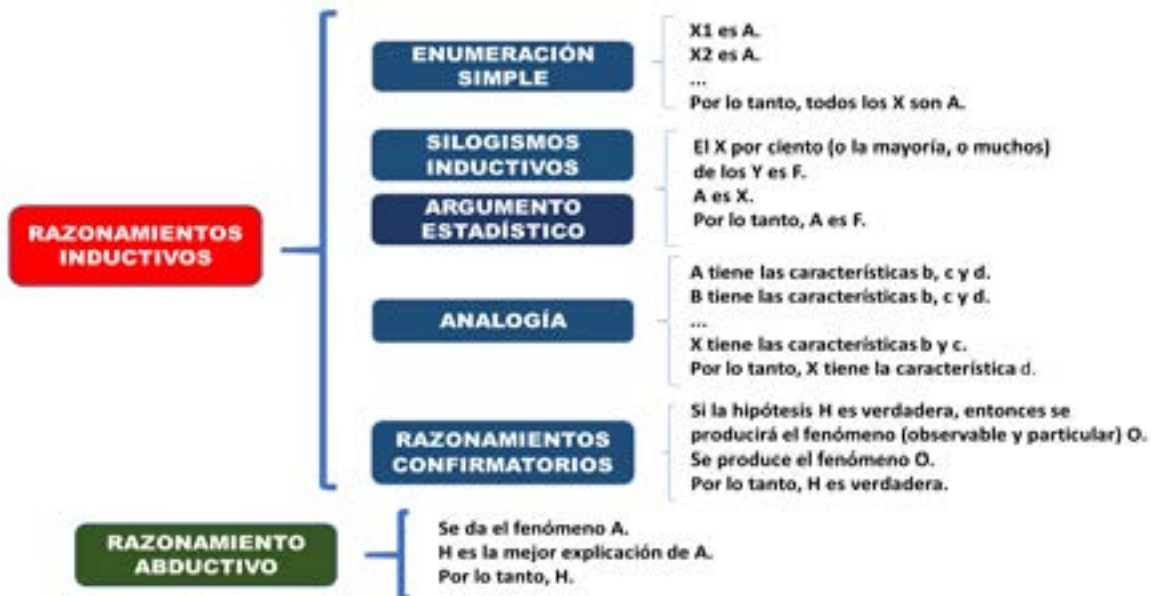 ENUMERACIÓN
SIMPLE
X1 es A.
X2 es A.
...
Por lo tanto, todos los X son A.
SILOGISMOS
INDUCTIVOS
ARGUMENTO
ESTADÍSTICO
El X por ciento (o la mayoría, o muchos)
de los Y es F.
A es X.
Por lo tanto, A es F.
RAZONAMIENTOS
INDUCTIVOS
ANALOGÍA
A tiene las características b, c y d.
B tiene las características b, c y d.
...
X tiene las características b y c.
Por lo tanto, X tiene la característica d.
RAZONAMIENTOS
CONFIRMATORIOS
Si la hipótesis H es verdadera, entonces se
producirá el fenómeno (observable y particular) O.
Se produce el fenómeno O.
Por lo tanto, H es verdadera.
RAZONAMIENTO
ABDUCTIVO
Se da el fenómeno A.
H es la mejor explicación de A.
Por lo tanto, H.